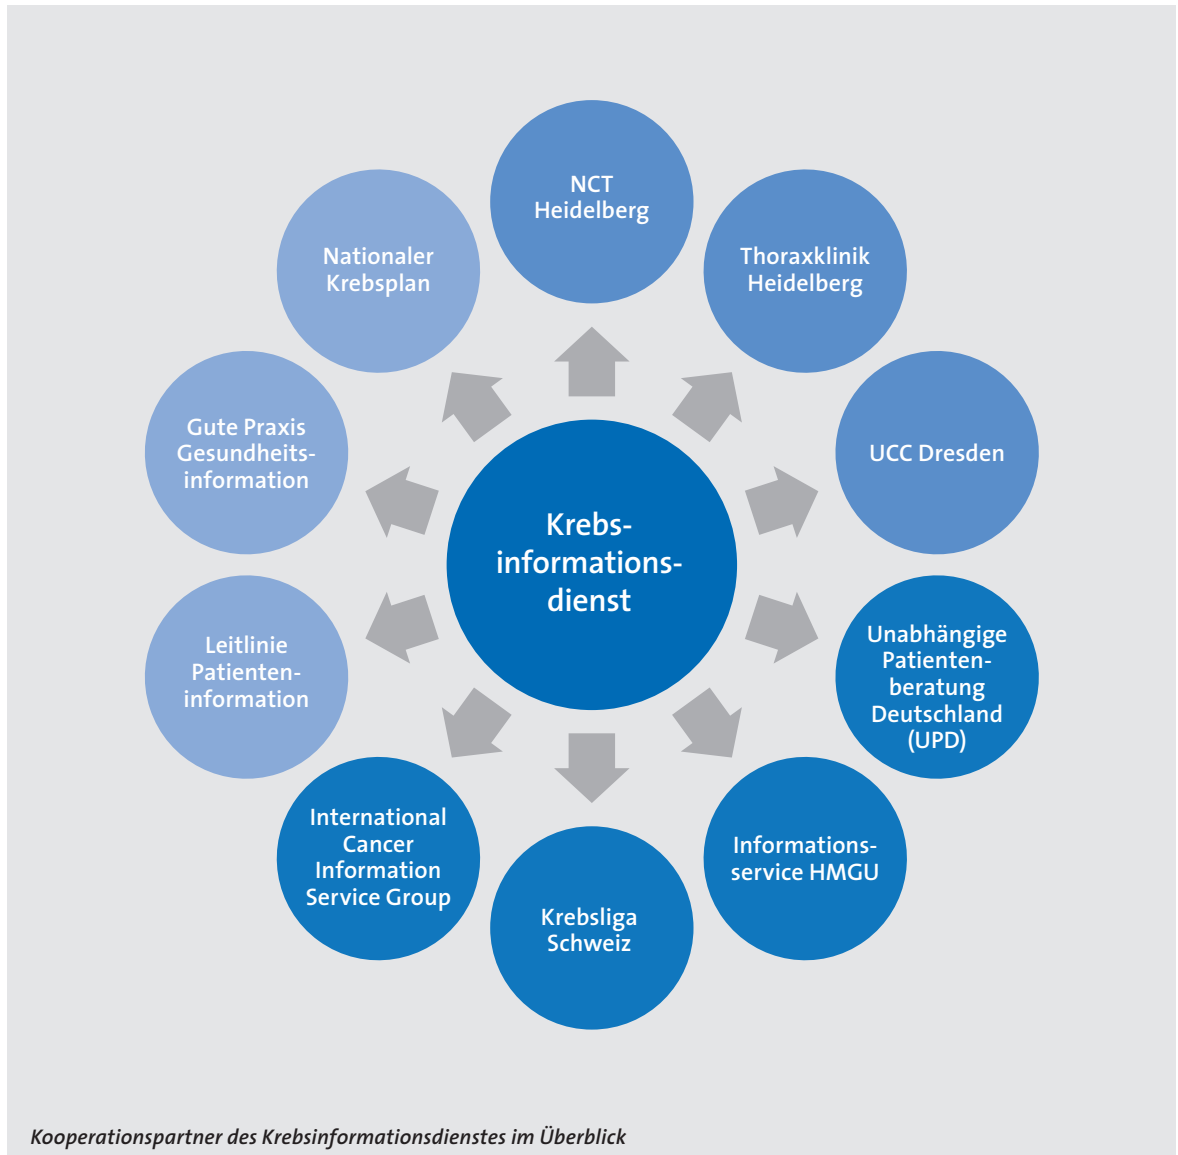 NCT
Heidelberg
Thoraxklinik
Heidelberg
UCC Dresden
Unabhängige
Patienten-
beratung
Deutschland
(UPD)
Informations-
service HMGU
Krebsliga
Schweiz
International
Cancer
Information
Service Group
Leitlinie
Patienten-
information
Gute Praxis
Gesundheits-
information
Nationaler
Krebsplan
Krebs-
informations-
dienst
Kooperationspartner des Krebsinformationsdienstes im Überblick